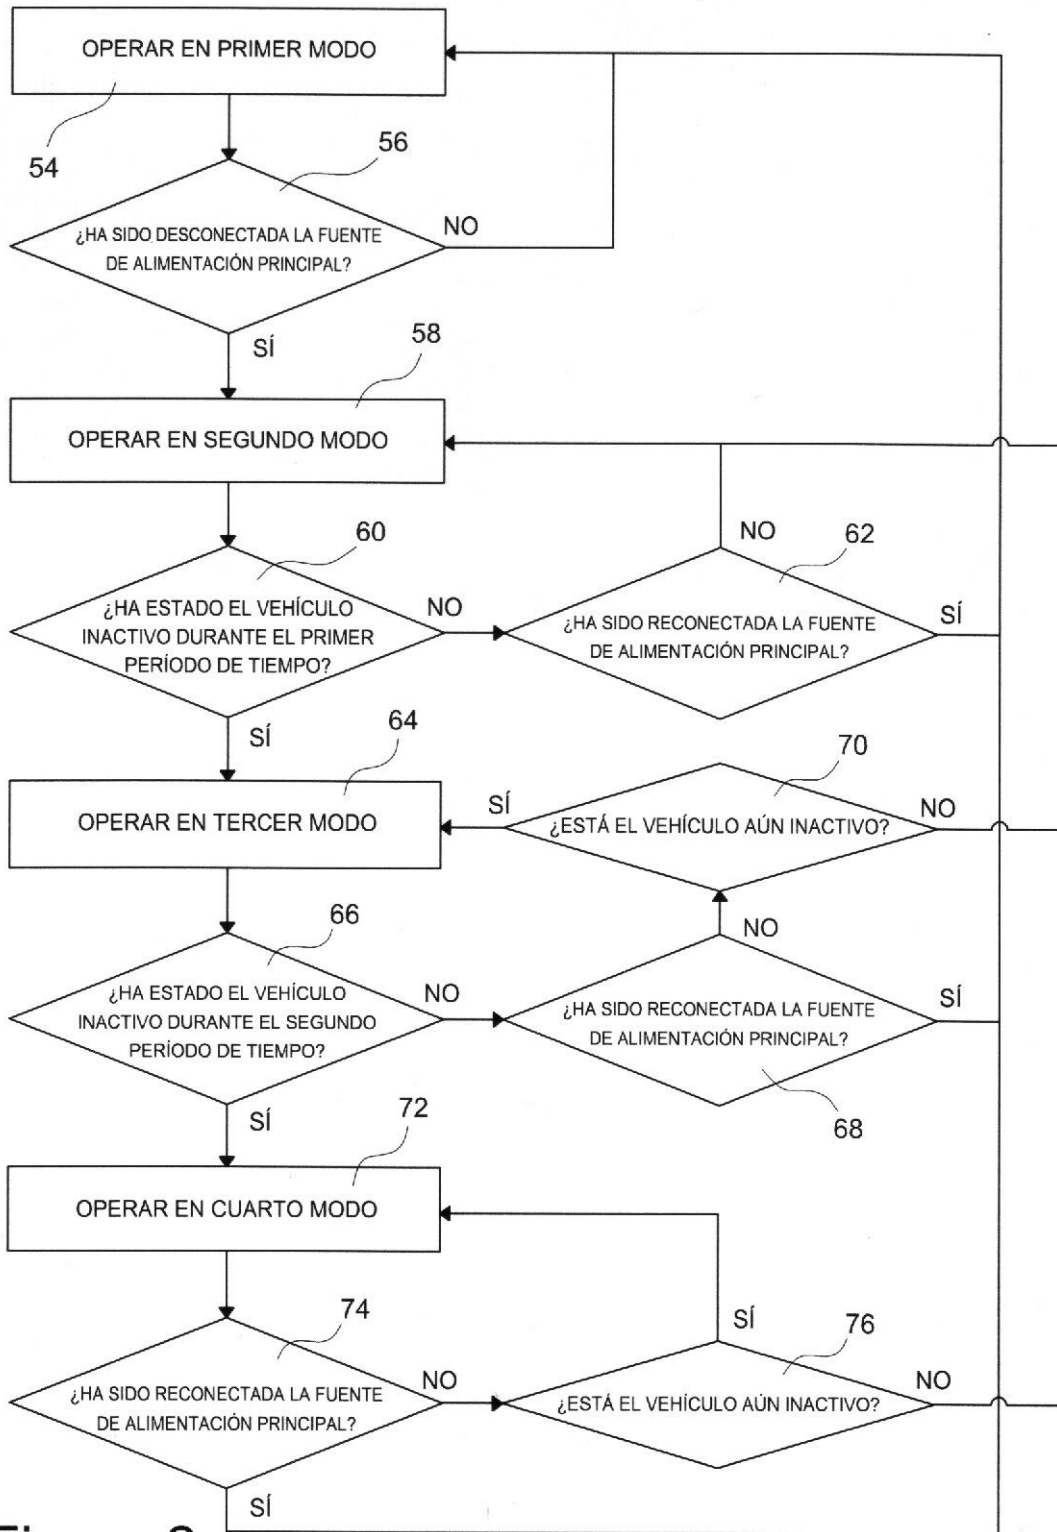 OPERAR EN PRIMER MODO
54
56
¿HA SIDO DESCONECTADA LA FUENTE
DE ALIMENTACIÓN PRINCIPAL?
NO
SÍ
58
OPERAR EN SEGUNDO MODO
60
¿HA ESTADO EL VEHÍCULO
INACTIVO DURANTE EL PRIMER
PERÍODO DE TIEMPO?
NO
NO
62
¿HA SIDO RECONECTADA LA FUENTE
DE ALIMENTACIÓN PRINCIPAL?
SÍ
SÍ
64
OPERAR EN TERCER MODO
SÍ
70
¿ESTÁ EL VEHÍCULO AÚN INACTIVO?
NO
66
¿HA ESTADO EL VEHÍCULO
INACTIVO DURANTE EL SEGUNDO
PERÍODO DE TIEMPO?
NO
NO
¿HA SIDO RECONECTADA LA FUENTE
DE ALIMENTACIÓN PRINCIPAL?
SÍ
68
SÍ
72
OPERAR EN CUARTO MODO
74
¿HA SIDO RECONECTADA LA FUENTE
DE ALIMENTACIÓN PRINCIPAL?
NO
SÍ
76
¿ESTÁ EL VEHÍCULO AÚN INACTIVO?
NO
SÍ